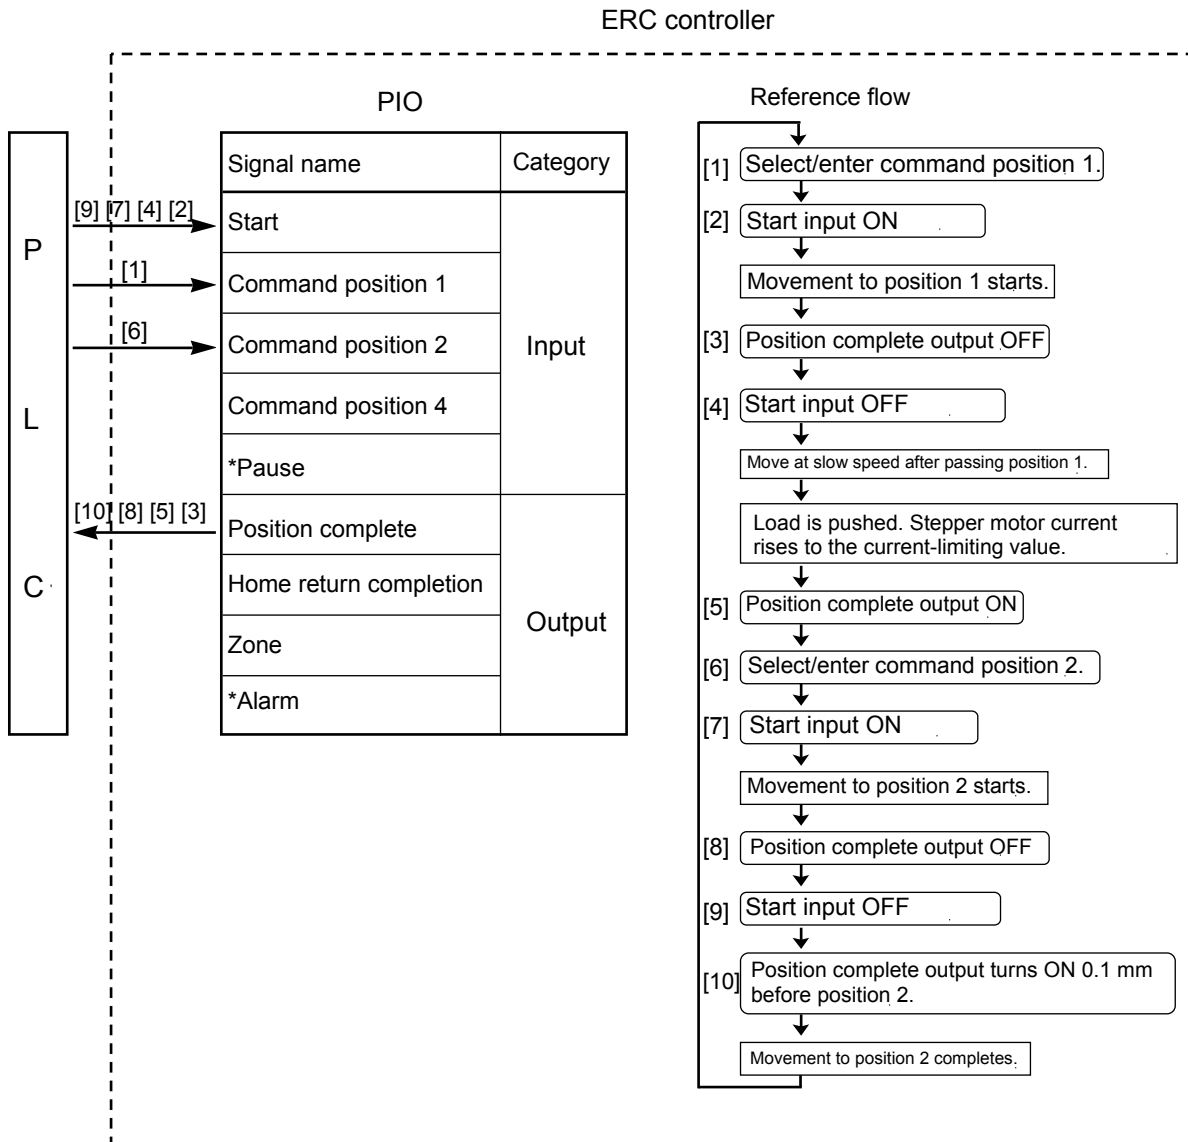 ERC controller
PIO
Reference flow
P
L
C
Signal name
Category
[9] [7] [4] [2]
Start
[1]
Command position 1
[6]
Command position 2
Input
Command position 4
*Pause
[10] [8] [5] [3]
Position complete
Home return completion
Output
Zone
*Alarm
[1] Select/enter command position 1.
[2] Start input ON
Movement to position 1 starts.
[3] Position complete output OFF
[4] Start input OFF
Move at slow speed after passing position 1.
Load is pushed. Stepper motor current
rises to the current-limiting value.
[5] Position complete output ON
[6] Select/enter command position 2.
[7] Start input ON
Movement to position 2 starts.
[8] Position complete output OFF
[9] Start input OFF
[10] Position complete output turns ON 0.1 mm
before position 2.
Movement to position 2 completes.